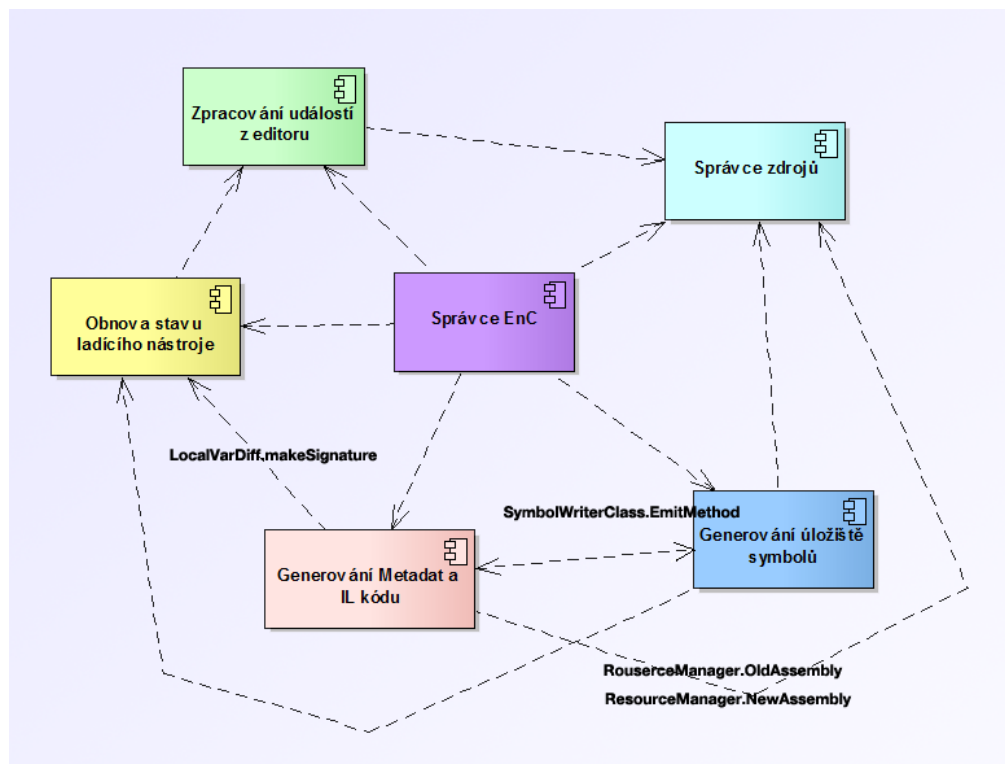 Zpracování událostí
z editoru
Správce zdrojů
Obnova stavu
ladícího nástroje
Správce EnC
LocalVarDiff.makeSignature
SymbolWriterClass.EmitMethod
Generování úložiště
symbolů
Generování Metadat a
IL kódu
RouserceManager.OldAssembly
ResourceManager.NewAssembly